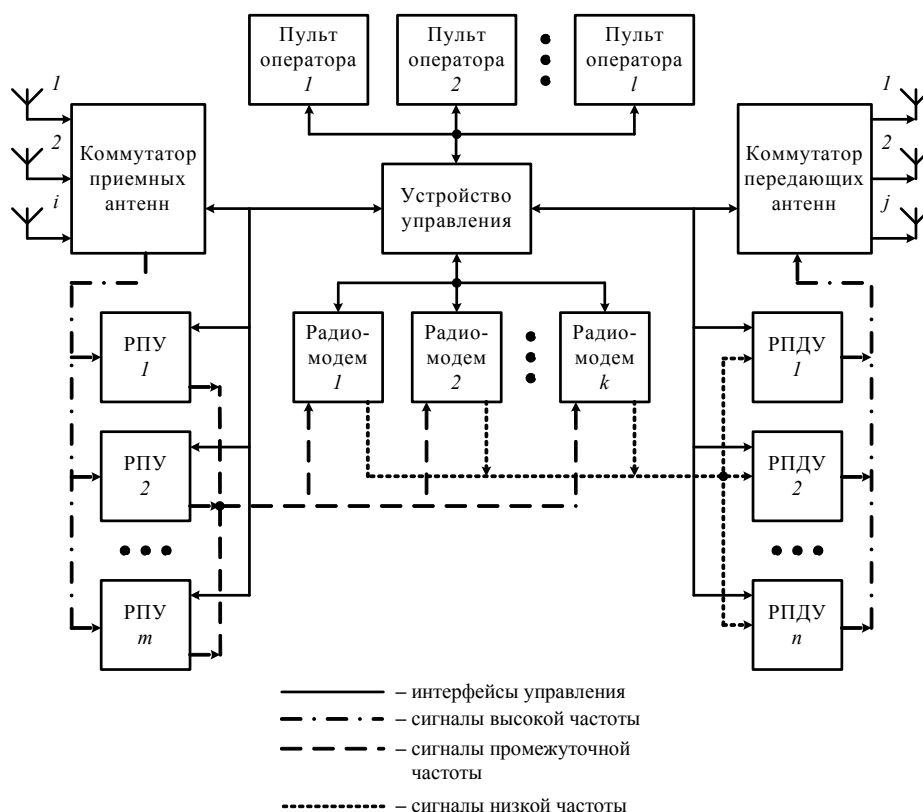 Пульт
оператора
1
Пульт
оператора
2
Пульт
оператора
l
1
2
i
Коммутатор
приемных
антенн
Устройство
управления
Коммутатор
передающих
антенн
1
2
j
РПУ
1
Радио-
модем
1
Радио-
модем
2
Радио-
модем
k
РПДУ
1
РПУ
2
РПДУ
2
РПУ
m
РПДУ
n
– интерфейсы управления
– сигналы высокой частоты
– сигналы промежуточной
частоты
– сигналы низкой частоты